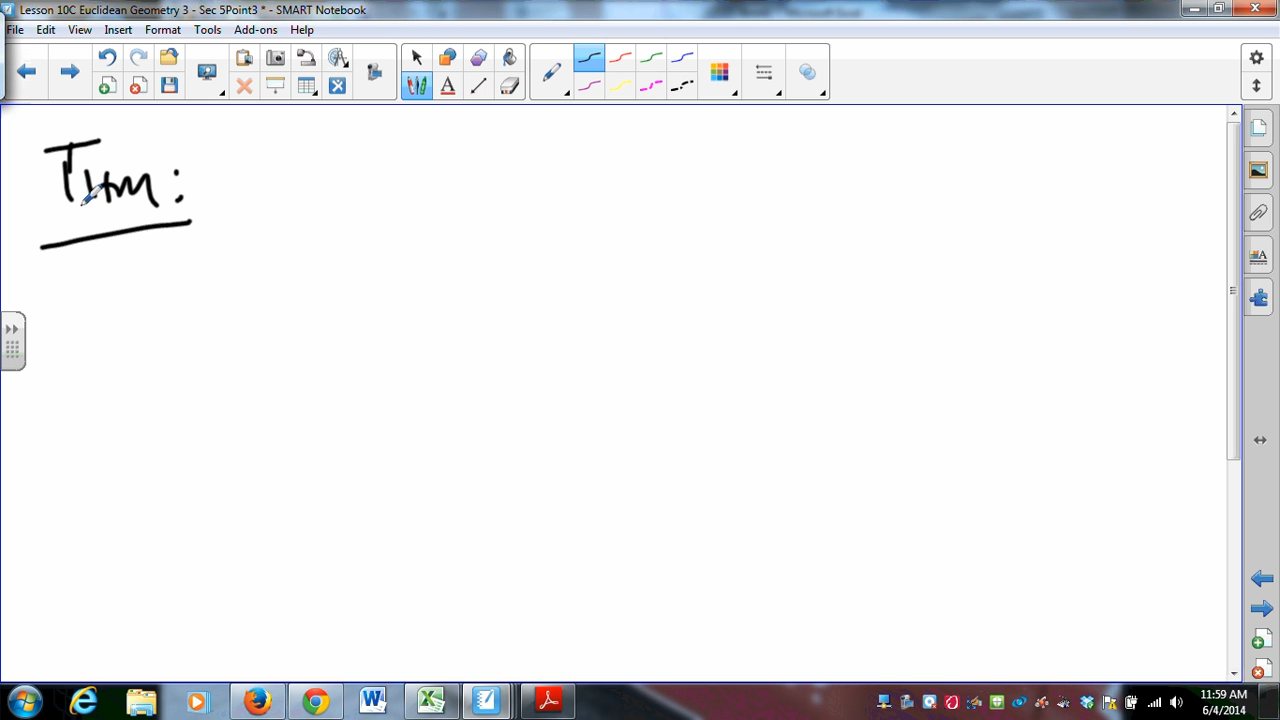 Lesson 10C Euclidean Geometry 3 - Sec 5Point3 * - SMART Notebook
File Edit View Insert Format Tools Add-ons Help
THM:
11:59 AM
6/4/2014